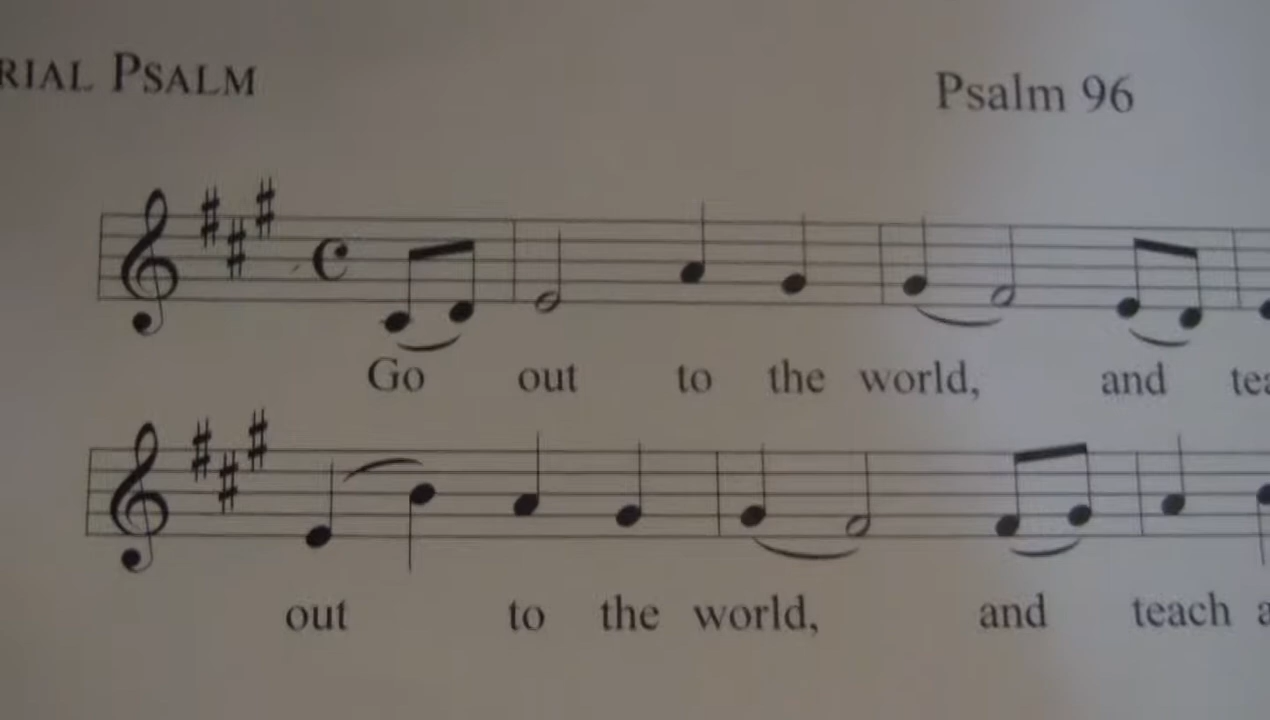 RIAL PSALM
Psalm 96
Go out to the world, and
out to the world, and teach